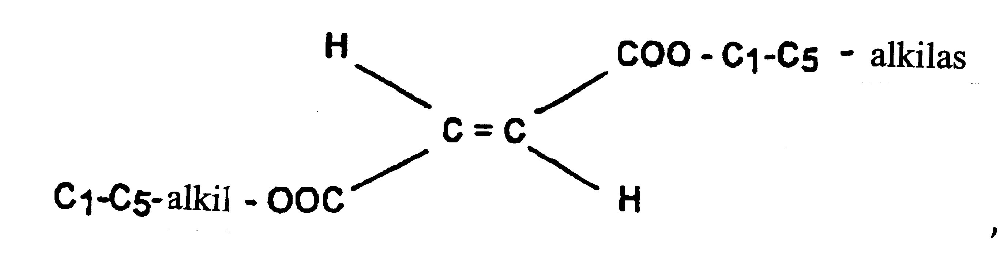 H COO - C1-C5 - alkilas
C = C
C1-C5-alkil - OOC H
,